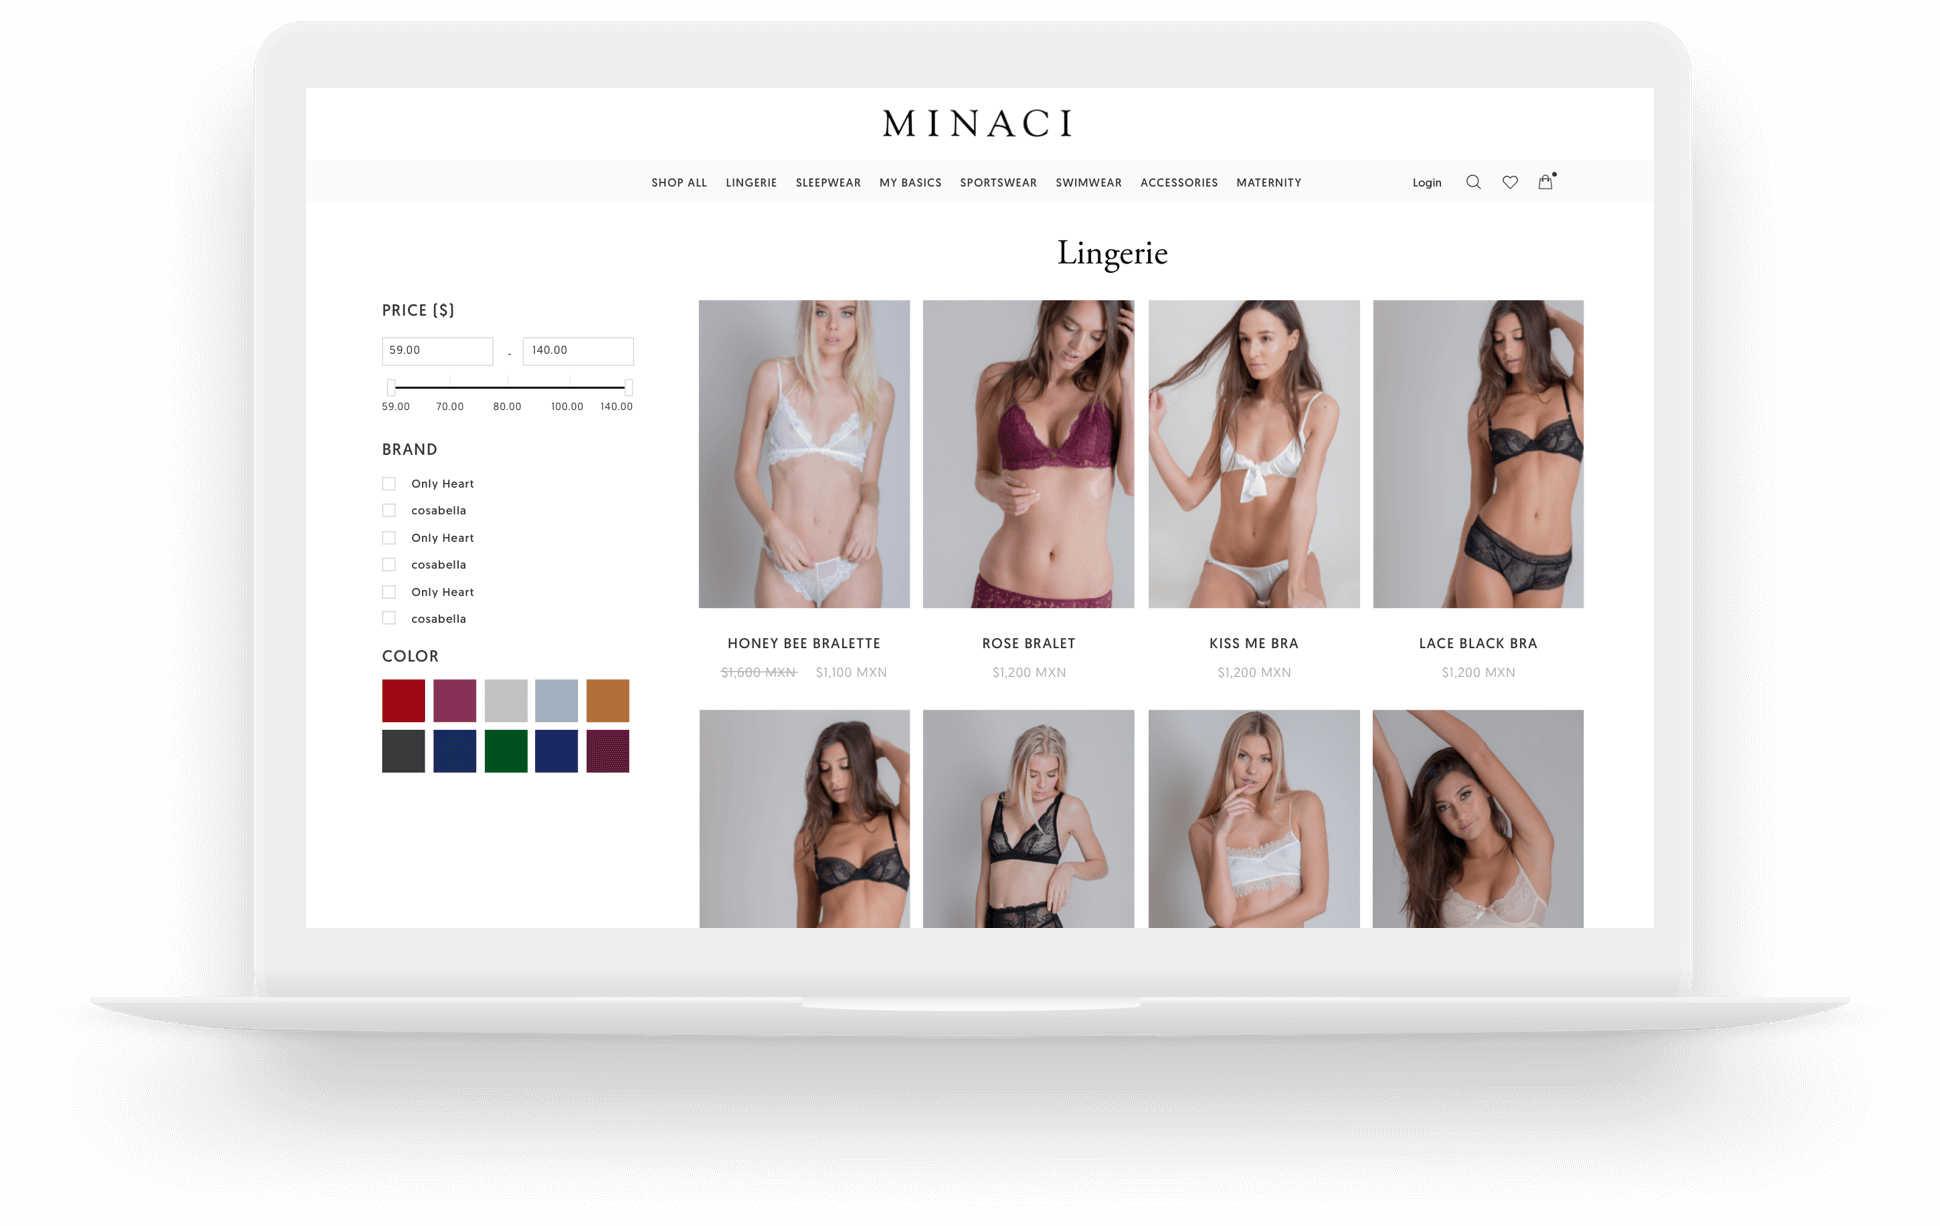 MINACI
SHOP ALL LINGERIE SLEEPWEAR MY BASICS SPORTSWEAR SWIMWEAR ACCESSORIES MATERNITY Login
Lingerie
PRICE [$]
59.00 - 140.00
59.00 70.00 80.00 100.00 140.00
BRAND
Only Heart
cosabella
Only Heart
cosabella
Only Heart
cosabella
COLOR
HONEY BEE BRALETTE
$1,600 MXN $1,100 MXN
ROSE BRALET
$1,200 MXN
KISS ME BRA
$1,200 MXN
LACE BLACK BRA
$1,200 MXN